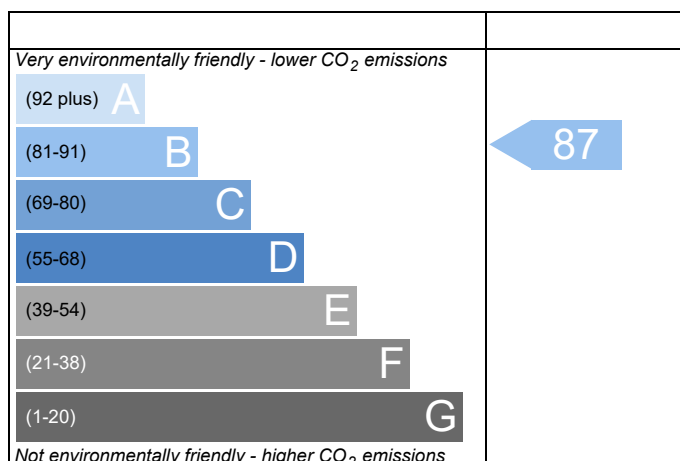 Very environmentally friendly - lower CO2 emissions
(92 plus) A
(81-91) B
87
(69-80) C
(55-68) D
(39-54) E
(21-38) F
(1-20) G
Not environmentally friendly - higher CO2 emissions